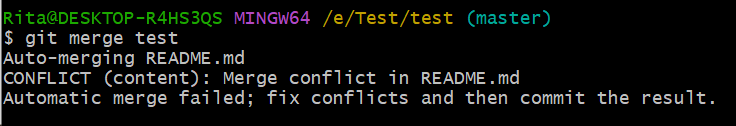 Rita@DESKTOP-R4HS3QS MINGW64 /e/Test/test (master)
$ git merge test
Auto-merging README.md
CONFLICT (content): Merge conflict in README.md
Automatic merge failed; fix conflicts and then commit the result.